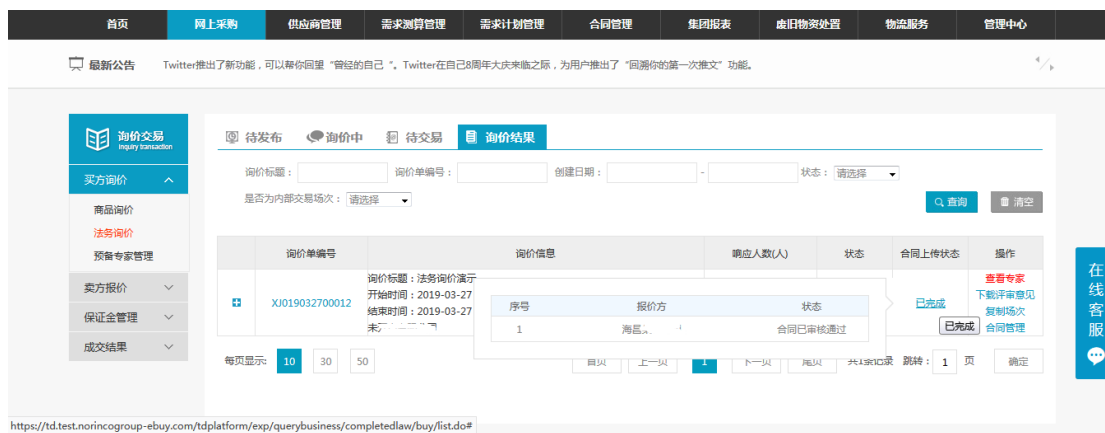 首页 网上采购 供应商管理 需求测算管理 需求计划管理 合同管理 集团报表 废旧物资处置 物流服务 管理中心
最新公告 Twitter推出了新功能，可以帮你回望“曾经的自己“。Twitter在自己8周年大庆来临之际，为用户推出了“回溯你的第一次推文”功能。
询价交易
Inquiry transaction
买方询价
商品询价
法务询价
预备专家管理
卖方报价
保证金管理
成交结果
待发布 询价中 待交易 询价结果
询价标题： 询价单编号： 创建日期： - 状态： 请选择
是否为内部交易场次： 请选择
查询 清空
询价单编号 询价信息 响应人数(人) 状态 合同上传状态 操作
XJ019032700012
询价标题：法务询价演示
开始时间：2019-03-27
结束时间：2019-03-27
序号 报价方 状态
1 合同已审核通过
已完成
已完成
查看专家
下载评审意见
复制场次
合同管理
每页显示: 10 30 50
首页 上一页 1 下一页 尾页 共1条记录 跳转： 1 页 确定
在线客服
https://td.test.norincogroup-ebuy.com/tdplatform/exp/querybusiness/completedlaw/buy/list.do#